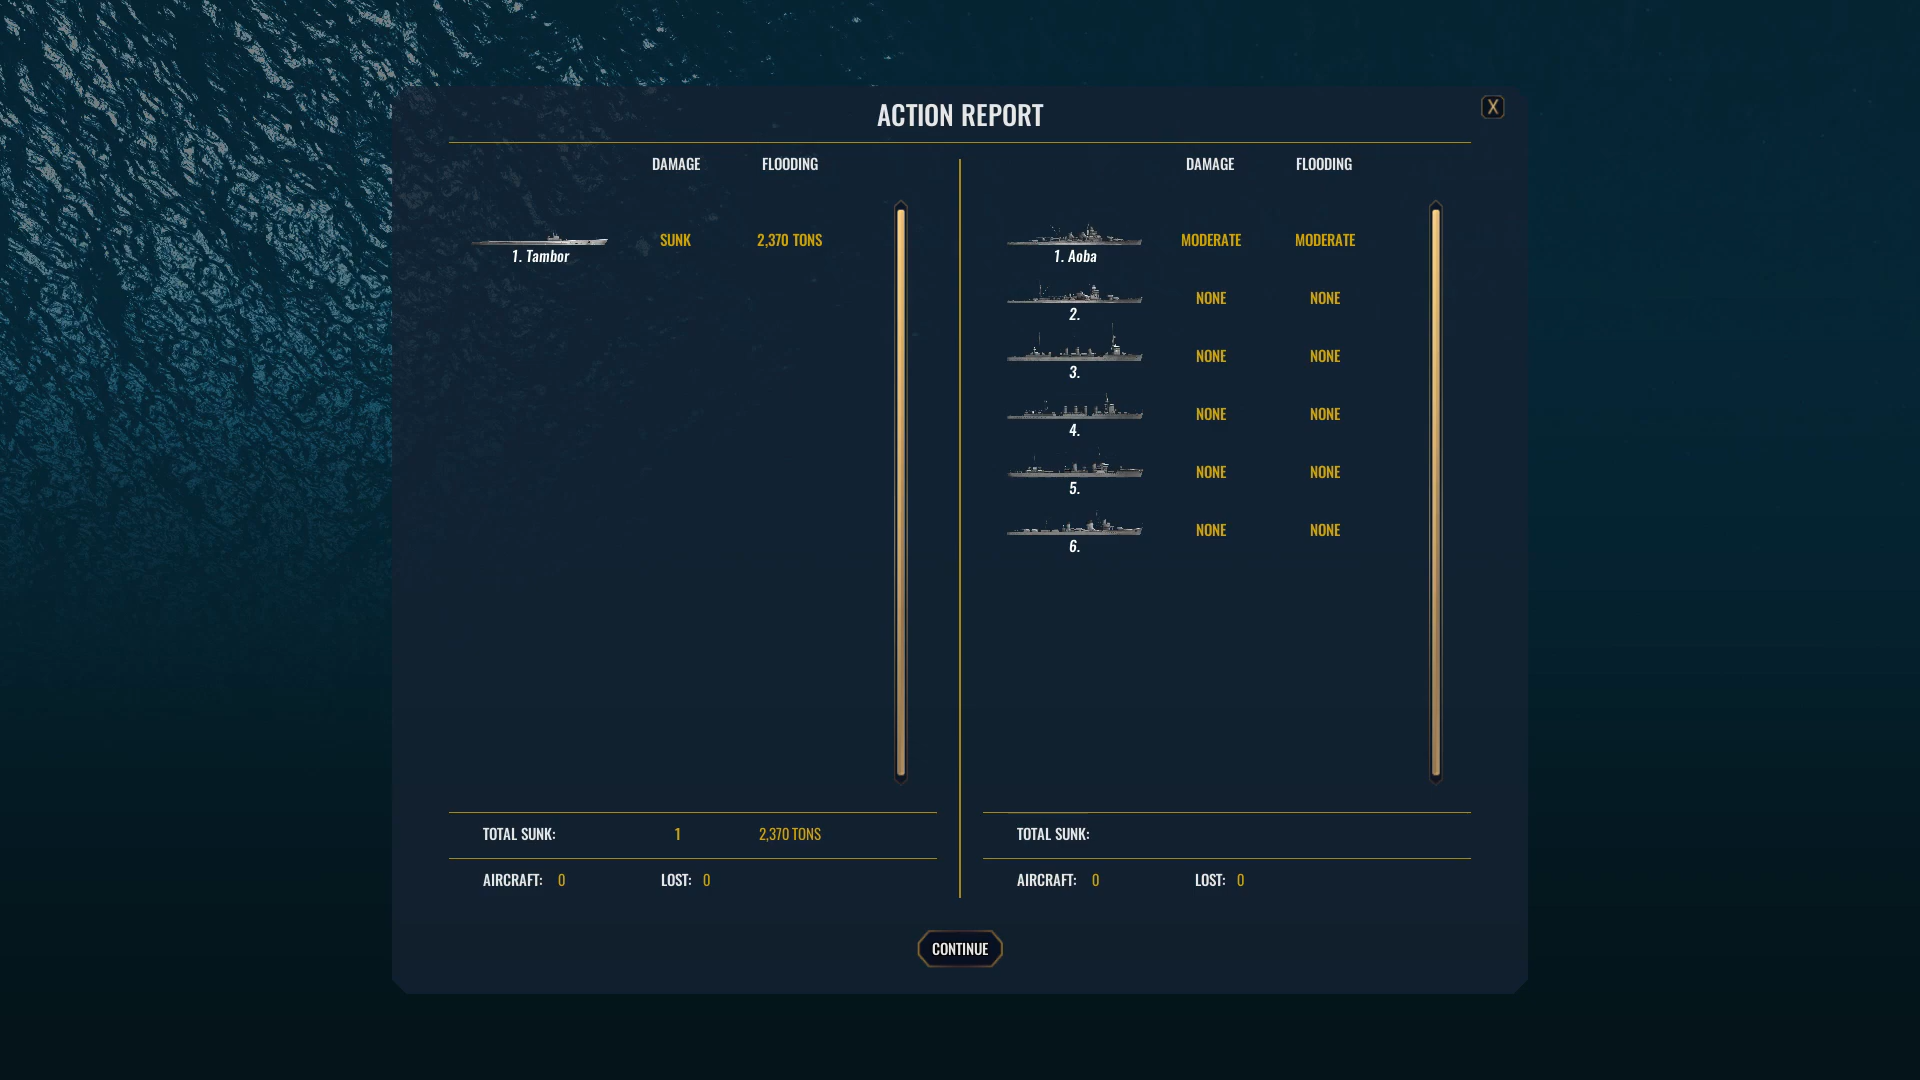 ACTION REPORT
X
DAMAGE FLOODING
1. Tambor SUNK 2,370 TONS
TOTAL SUNK: 1 2,370 TONS
AIRCRAFT: 0 LOST: 0
DAMAGE FLOODING
1. Aoba MODERATE MODERATE
2. NONE NONE
3. NONE NONE
4. NONE NONE
5. NONE NONE
6. NONE NONE
TOTAL SUNK:
AIRCRAFT: 0 LOST: 0
CONTINUE